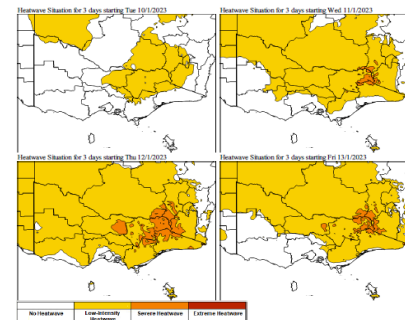 Heatwave Situation for 3 days starting Tue 10/1/2023
Heatwave Situation for 3 days starting Wed 11/1/2023
Heatwave Situation for 3 days starting Thu 12/1/2023
Heatwave Situation for 3 days starting Fri 13/1/2023
No Heatwave
Low-Intensity Heatwave
Severe Heatwave
Extreme Heatwave